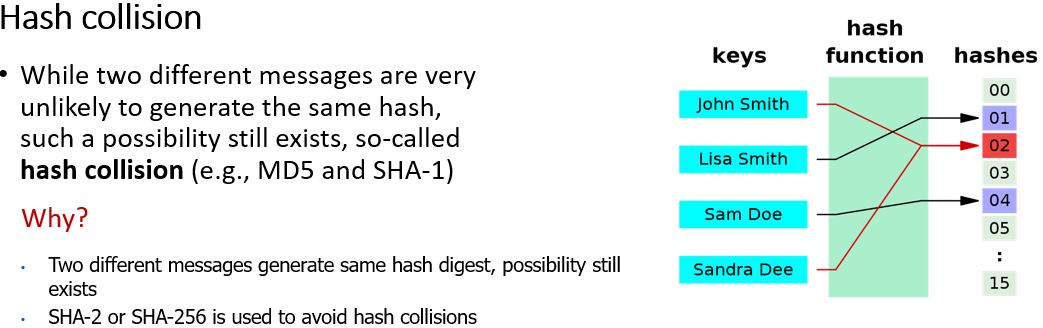 Hash collision
• While two different messages are very
unlikely to generate the same hash,
such a possibility still exists, so-called
hash collision (e.g., MD5 and SHA-1)
Why?
• Two different messages generate same hash digest, possibility still
exists
• SHA-2 or SHA-256 is used to avoid hash collisions
keys
hash
function
hashes
John Smith
Lisa Smith
Sam Doe
Sandra Dee
00
01
02
03
04
05
:
15